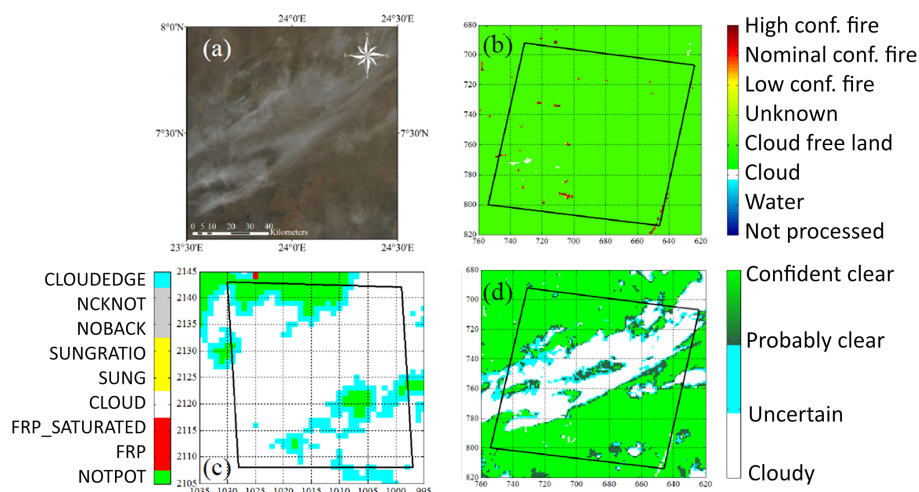 24°0'E 24°30'E
8°0'N
(a)
7°30'N 7°30'N
0 5 10 20 30 40
Kilometers
23°30'E 24°0'E 24°30'E
(b)
680
700
720
740
760
780
800
820
760 740 720 700 680 660 640 620
High conf. fire
Nominal conf. fire
Low conf. fire
Unknown
Cloud free land
Cloud
Water
Not processed
CLOUDEDGE
NCKNOT
NOBACK
SUNGRATIO
SUNG
CLOUD
FRP_SATURATED
FRP
NOTPOT
2145
2140
2135
2130
2125
2120
2115
2110
2105
(c)
1035 1030 1025 1020 1015 1010 1005 1000 995
(d)
680
700
720
740
760
780
800
820
760 740 720 700 680 660 640 620
Confident clear
Probably clear
Uncertain
Cloudy